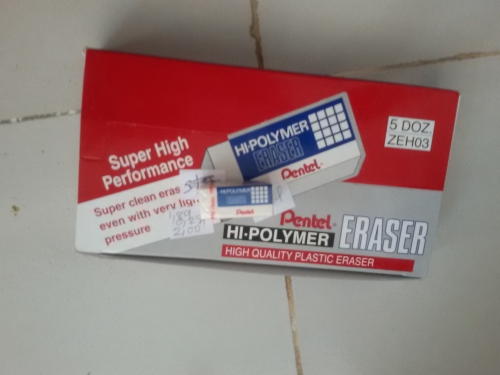 5 DOZ.
ZEH03
HI-POLYMER
ERASER
Pentel
Super High
Performance
Super clean eras
even with very lig
pressure
HI-POLYMER
Pentel
Pentel
HI-POLYMER ERASER
HIGH QUALITY PLASTIC ERASER